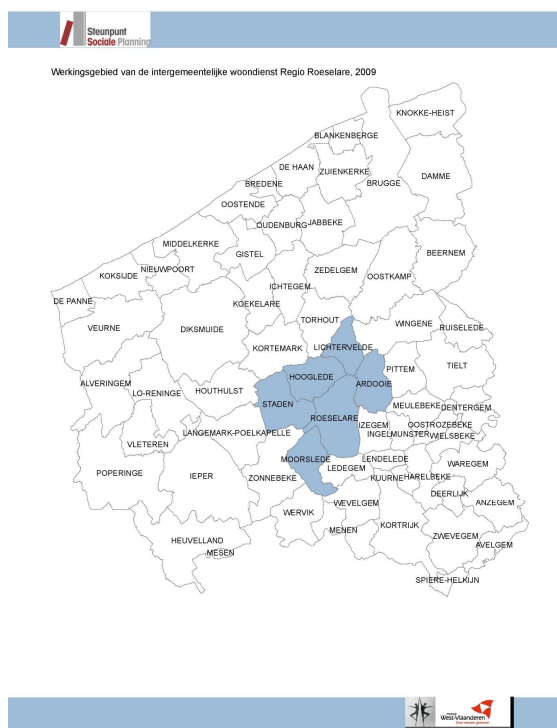 Steunpunt
Sociale Planning
Werkingsgebied van de intergemeentelijke woondienst Regio Roeselare, 2009
KNOKKE-HEIST
BLANKENBERGE
DE HAAN
ZUIENKERKE
DAMME
BREDENE
BRUGGE
OOSTENDE
OUDENBURG
JABBEKE
MIDDELKERKE
GISTEL
BEERNEM
NIEUWPOORT
ZEDELGEM
KOKSIJDE
OOSTKAMP
ICHTEGEM
DE PANNE
KOEKELARE
TORHOUT
WINGENE
VEURNE
DIKSMUIDE
RUISELEDE
KORTEMARK
LICHTERVELDE
TIELT
PITTEM
HOOGLEDE
ALVERINGEM
ARDOOIE
LO-RENINGE
HOUTHULST
STADEN
MEULEBEKE
DENTERGEM
ROESELARE
IZEGEM
OOSTROZEBEKE
LANGEMARK-POELKAPELLE
INGELMUNSTER
WIELSBEKE
VLETEREN
MOORSLEDE
LENDELEDE
WAREGEM
LEDEGEM
POPERINGE
IEPER
ZONNEBEKE
KUURNE
HARELBEKE
DEERLIJK
WEVELGEM
ANZEGEM
WERVIK
KORTRIJK
MENEN
ZWEVEGEM
HEUVELLAND
AVELGEM
MESEN
SPIERE-HELKIJN
West-Vlaanderen